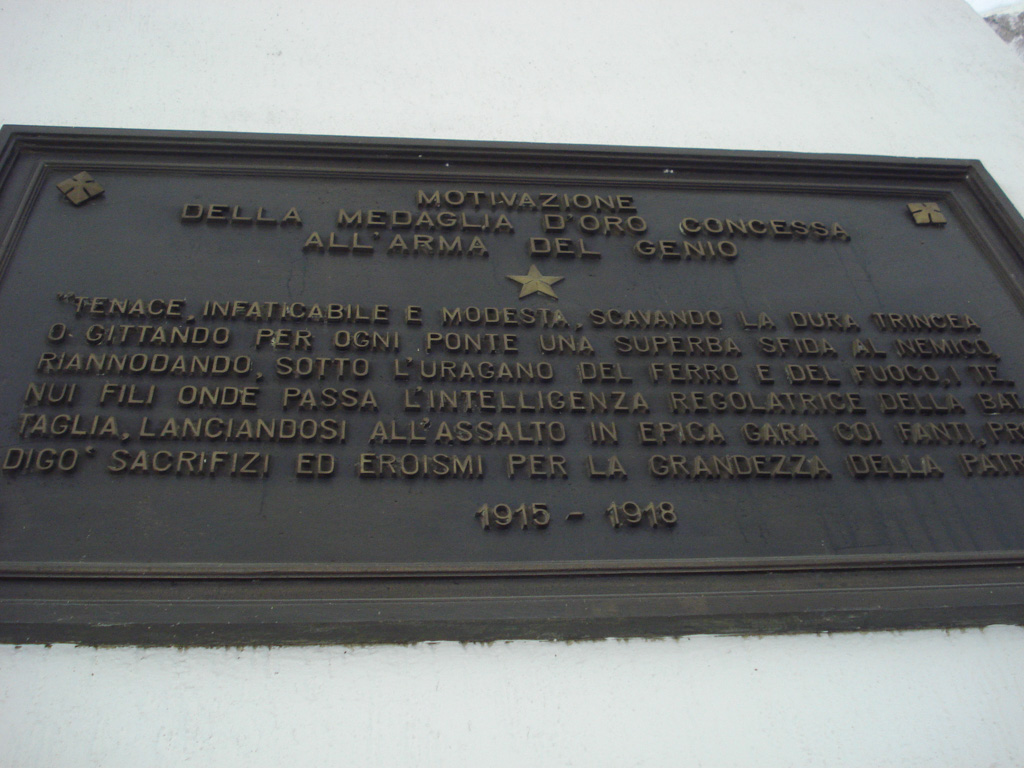 MOTIVAZIONE
DELLA MEDAGLIA D'ORO CONCESSA
ALL'ARMA DEL GENIO
"TENACE, INFATICABILE E MODESTA, SCAVANDO LA DURA TRINCEA
O GITTANDO PER OGNI PONTE UNA SUPERBA SFIDA AL NEMICO,
RIANNODANDO, SOTTO L'URAGANO DEL FERRO E DEL FUOCO, I TE_
NUI FILI ONDE PASSA L'INTELLIGENZA REGOLATRICE DELLA BAT_
TAGLIA, LANCIANDOSI ALL'ASSALTO IN EPICA GARA COI FANTI, PRO
DIGO' SACRIFIZI ED EROISMI PER LA GRANDEZZA DELLA PATR
1915 - 1918